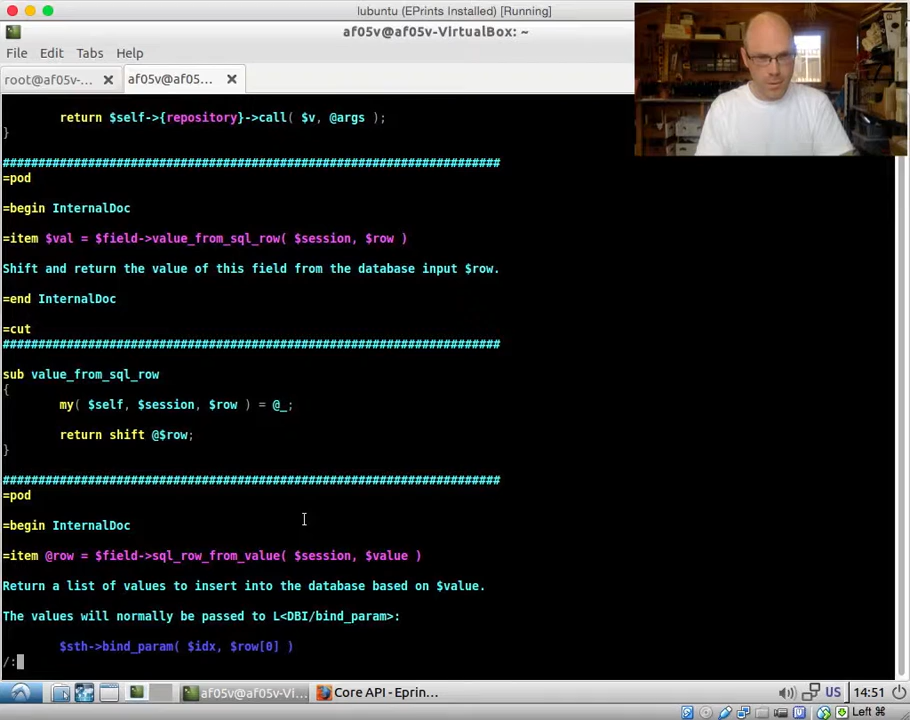 lubuntu (EPrints Installed) [Running]
af05v@af05v-VirtualBox: ~
File Edit Tabs Help
root@af05v-...
af05v@af05...
return $self->{repository}->call( $v, @args );
}
######################################################################
=pod
=begin InternalDoc
=item $val = $field->value_from_sql_row( $session, $row )
Shift and return the value of this field from the database input $row.
=end InternalDoc
=cut
######################################################################
sub value_from_sql_row
{
my( $self, $session, $row ) = @_;
return shift @$row;
}
######################################################################
=pod
=begin InternalDoc
=item @row = $field->sql_row_from_value( $session, $value )
Return a list of values to insert into the database based on $value.
The values will normally be passed to L<DBI/bind_param>:
$sth->bind_param( $idx, $row[0] )
/:
af05v@af05v-Vi...
Core API - Eprin...
US
14:51
Left ⌘